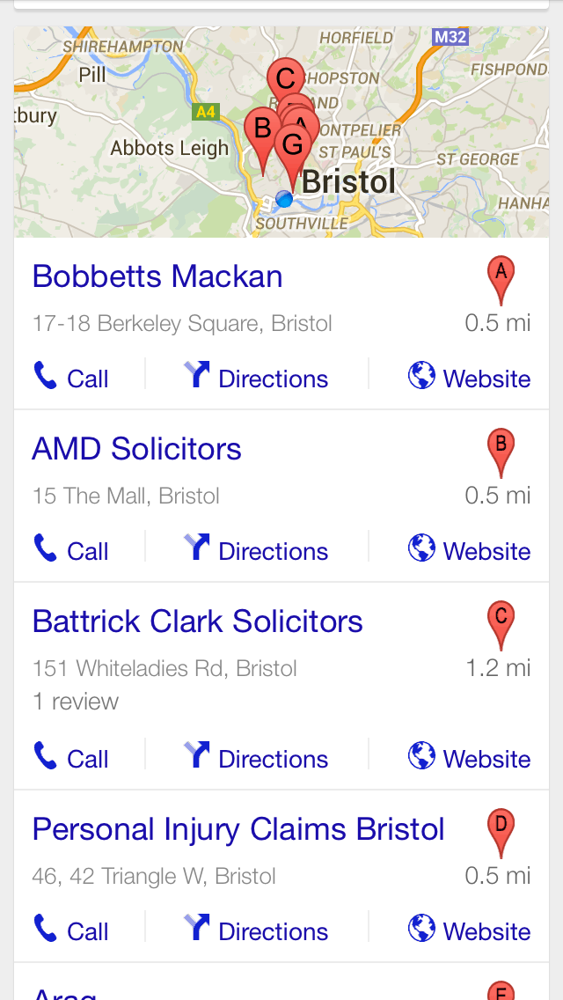 SHIREHAMPTON
HORFIELD
M32
Pill
C
HOPSTON
FISHPOND
tbury
A4
B
A
G
ONTPELIER
Abbots Leigh
ST PAUL'S
ST GEORGE
Bristol
HANHA
SOUTHVILLE
Bobbetts Mackan
A
17-18 Berkeley Square, Bristol
0.5 mi
Call
Directions
Website
AMD Solicitors
B
15 The Mall, Bristol
0.5 mi
Call
Directions
Website
Battrick Clark Solicitors
C
151 Whiteladies Rd, Bristol
1.2 mi
1 review
Call
Directions
Website
Personal Injury Claims Bristol
D
46, 42 Triangle W, Bristol
0.5 mi
Call
Directions
Website
Arag
E